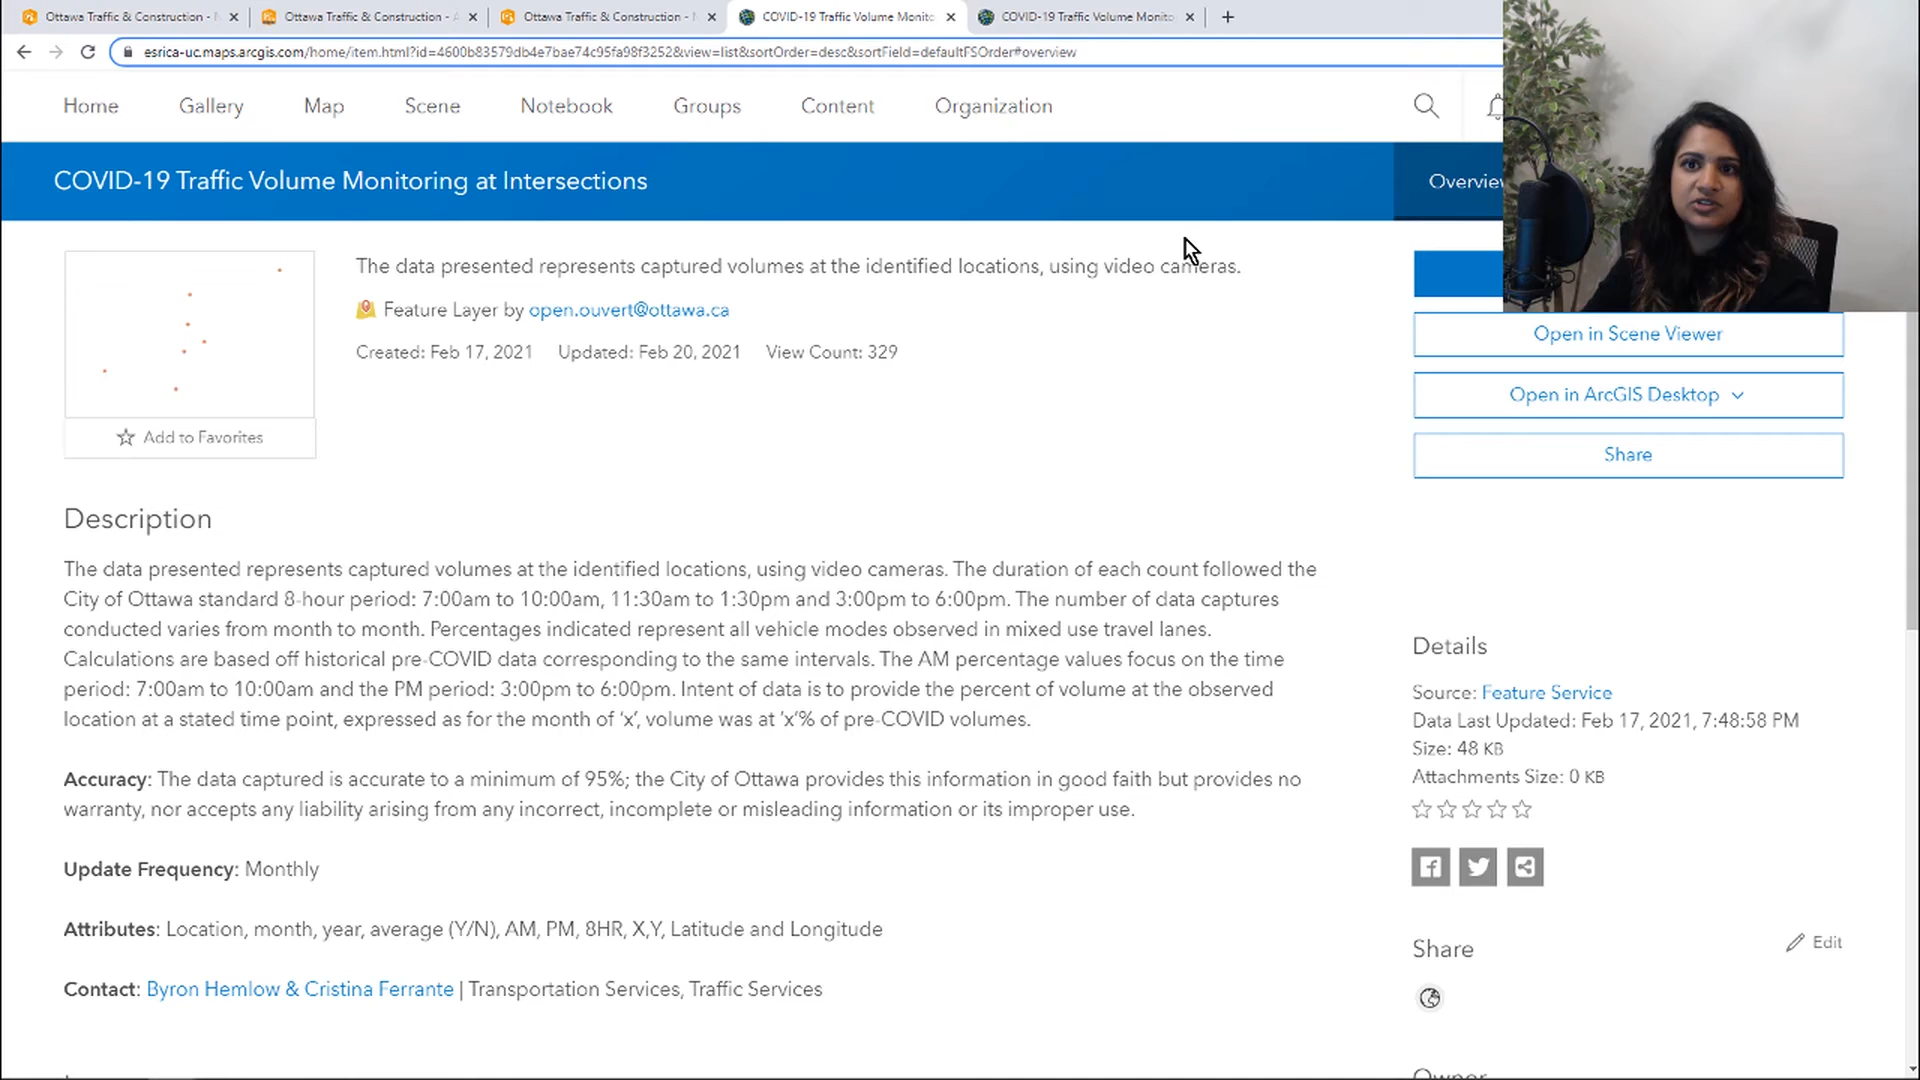 Ottawa Traffic & Construction -
Ottawa Traffic & Construction -
Ottawa Traffic & Construction -
COVID-19 Traffic Volume Monito
COVID-19 Traffic Volume Monito
esrica-uc.maps.arcgis.com/home/item.html?id=4600b83579db4e7bae74c95fa98f3252&view=list&sortOrder=desc&sortField=defaultFSOrder#overview
Home Gallery Map Scene Notebook Groups Content Organization
COVID-19 Traffic Volume Monitoring at Intersections
Overview
The data presented represents captured volumes at the identified locations, using video cameras.
Feature Layer by open.ouvert@ottawa.ca
Created: Feb 17, 2021 Updated: Feb 20, 2021 View Count: 329
Add to Favorites
Open in Scene Viewer
Open in ArcGIS Desktop
Share
Description
The data presented represents captured volumes at the identified locations, using video cameras. The duration of each count followed the
City of Ottawa standard 8-hour period: 7:00am to 10:00am, 11:30am to 1:30pm and 3:00pm to 6:00pm. The number of data captures
conducted varies from month to month. Percentages indicated represent all vehicle modes observed in mixed use travel lanes.
Calculations are based off historical pre-COVID data corresponding to the same intervals. The AM percentage values focus on the time
period: 7:00am to 10:00am and the PM period: 3:00pm to 6:00pm. Intent of data is to provide the percent of volume at the observed
location at a stated time point, expressed as for the month of ‘x’, volume was at ’x’% of pre-COVID volumes.
Accuracy: The data captured is accurate to a minimum of 95%; the City of Ottawa provides this information in good faith but provides no
warranty, nor accepts any liability arising from any incorrect, incomplete or misleading information or its improper use.
Update Frequency: Monthly
Attributes: Location, month, year, average (Y/N), AM, PM, 8HR, X,Y, Latitude and Longitude
Contact: Byron Hemlow & Cristina Ferrante | Transportation Services, Traffic Services
Details
Source: Feature Service
Data Last Updated: Feb 17, 2021, 7:48:58 PM
Size: 48 KB
Attachments Size: 0 KB
Share
Edit
Owner